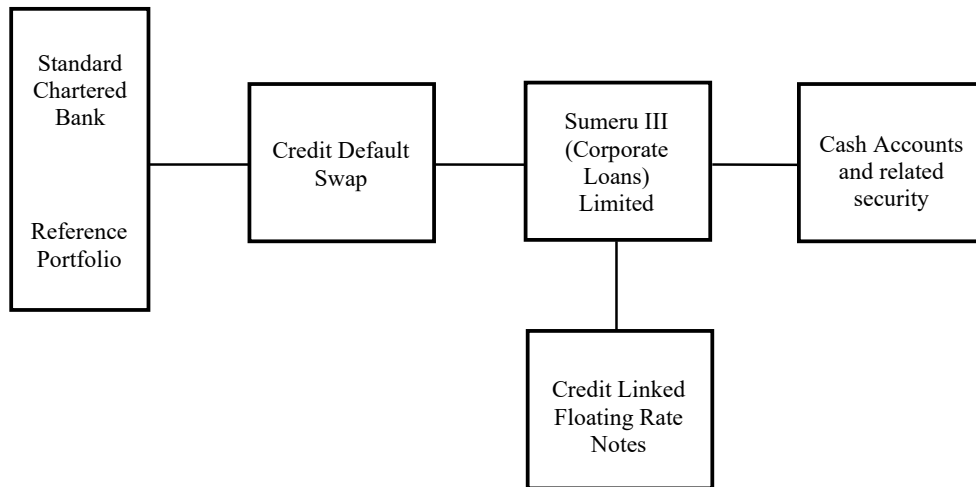 Standard
Chartered
Bank
Reference
Portfolio
Credit Default
Swap
Sumeru III
(Corporate
Loans)
Limited
Cash Accounts
and related
security
Credit Linked
Floating Rate
Notes